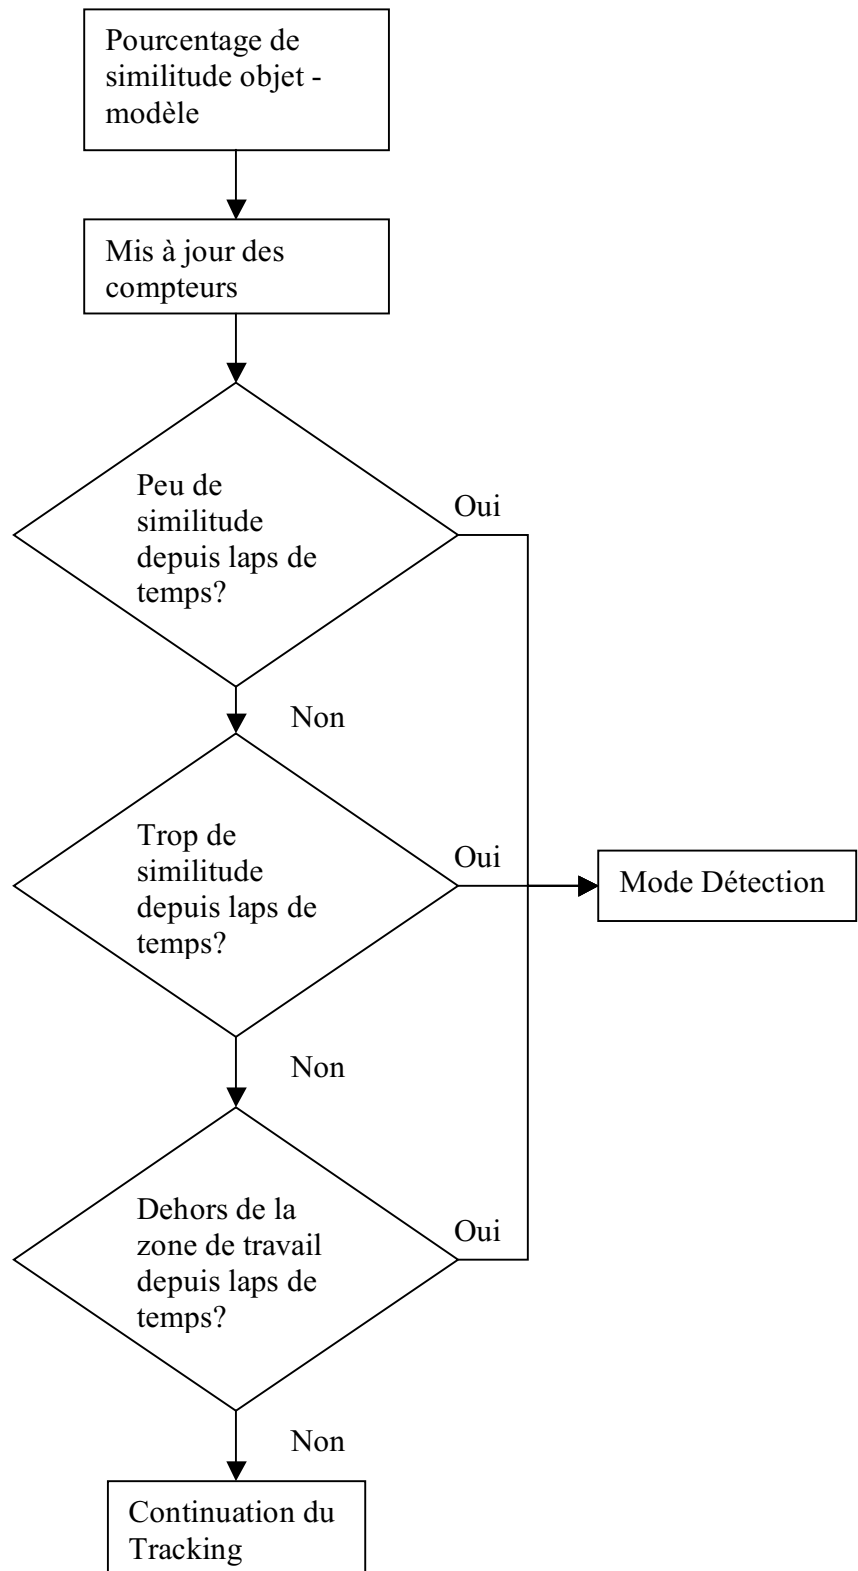 Pourcentage de
similitude objet -
modèle
Mis à jour des
compteurs
Peu de
similitude
depuis laps de
temps?
Oui
Non
Trop de
similitude
depuis laps de
temps?
Oui
Mode Détection
Non
Dehors de la
zone de travail
depuis laps de
temps?
Oui
Non
Continuation du
Tracking